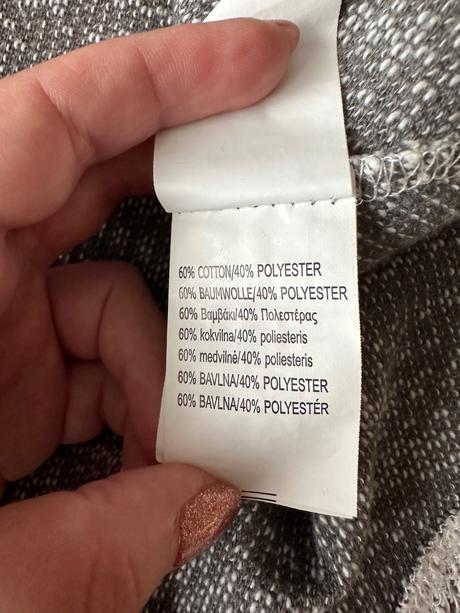 60% COTTON/40% POLYESTER
60% BAUMWOLLE/40% POLYESTER
60% Βαμβάκι/40% Πολεστέρας
60% kokvilna/40% poliesteris
60% medvilnė/40% poliesteris
60% BAVLNA/40% POLYESTER
60% BAVLNA/40% POLYESTÉR